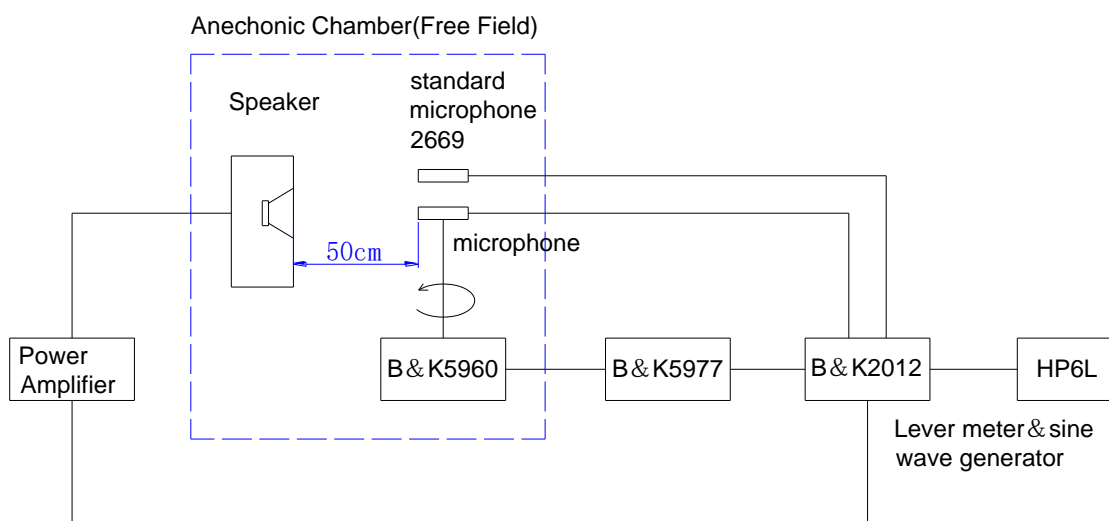 Anechonic Chamber(Free Field)
Speaker
standard
microphone
2669
microphone
50cm
Power
Amplifier
B&K5960
B&K5977
B&K2012
HP6L
Lever meter&sine
wave generator